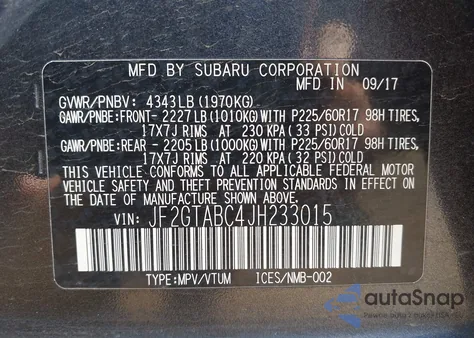 MFD BY SUBARU CORPORATION
MFD IN 09/17
GVWR/PNBV: 4343LB (1970KG)
GAWR/PNBE:FRONT- 2227LB (1010KG) WITH P225/60R17 98H TIRES,
17X7J RIMS AT 230 KPA (33 PSI) COLD
GAWR/PNBE:REAR - 2205LB (1000KG) WITH P225/60R17 98H TIRES,
17X7J RIMS AT 220 KPA (32 PSI) COLD
THIS VEHICLE CONFORMS TO ALL APPLICABLE FEDERAL MOTOR
VEHICLE SAFETY AND THEFT PREVENTION STANDARDS IN EFFECT ON
THE DATE OF MANUFACTURE SHOWN ABOVE.
VIN: JF2GTABC4JH233015
TYPE:MPV/VTUM ICES/NMB-002
autoSnap